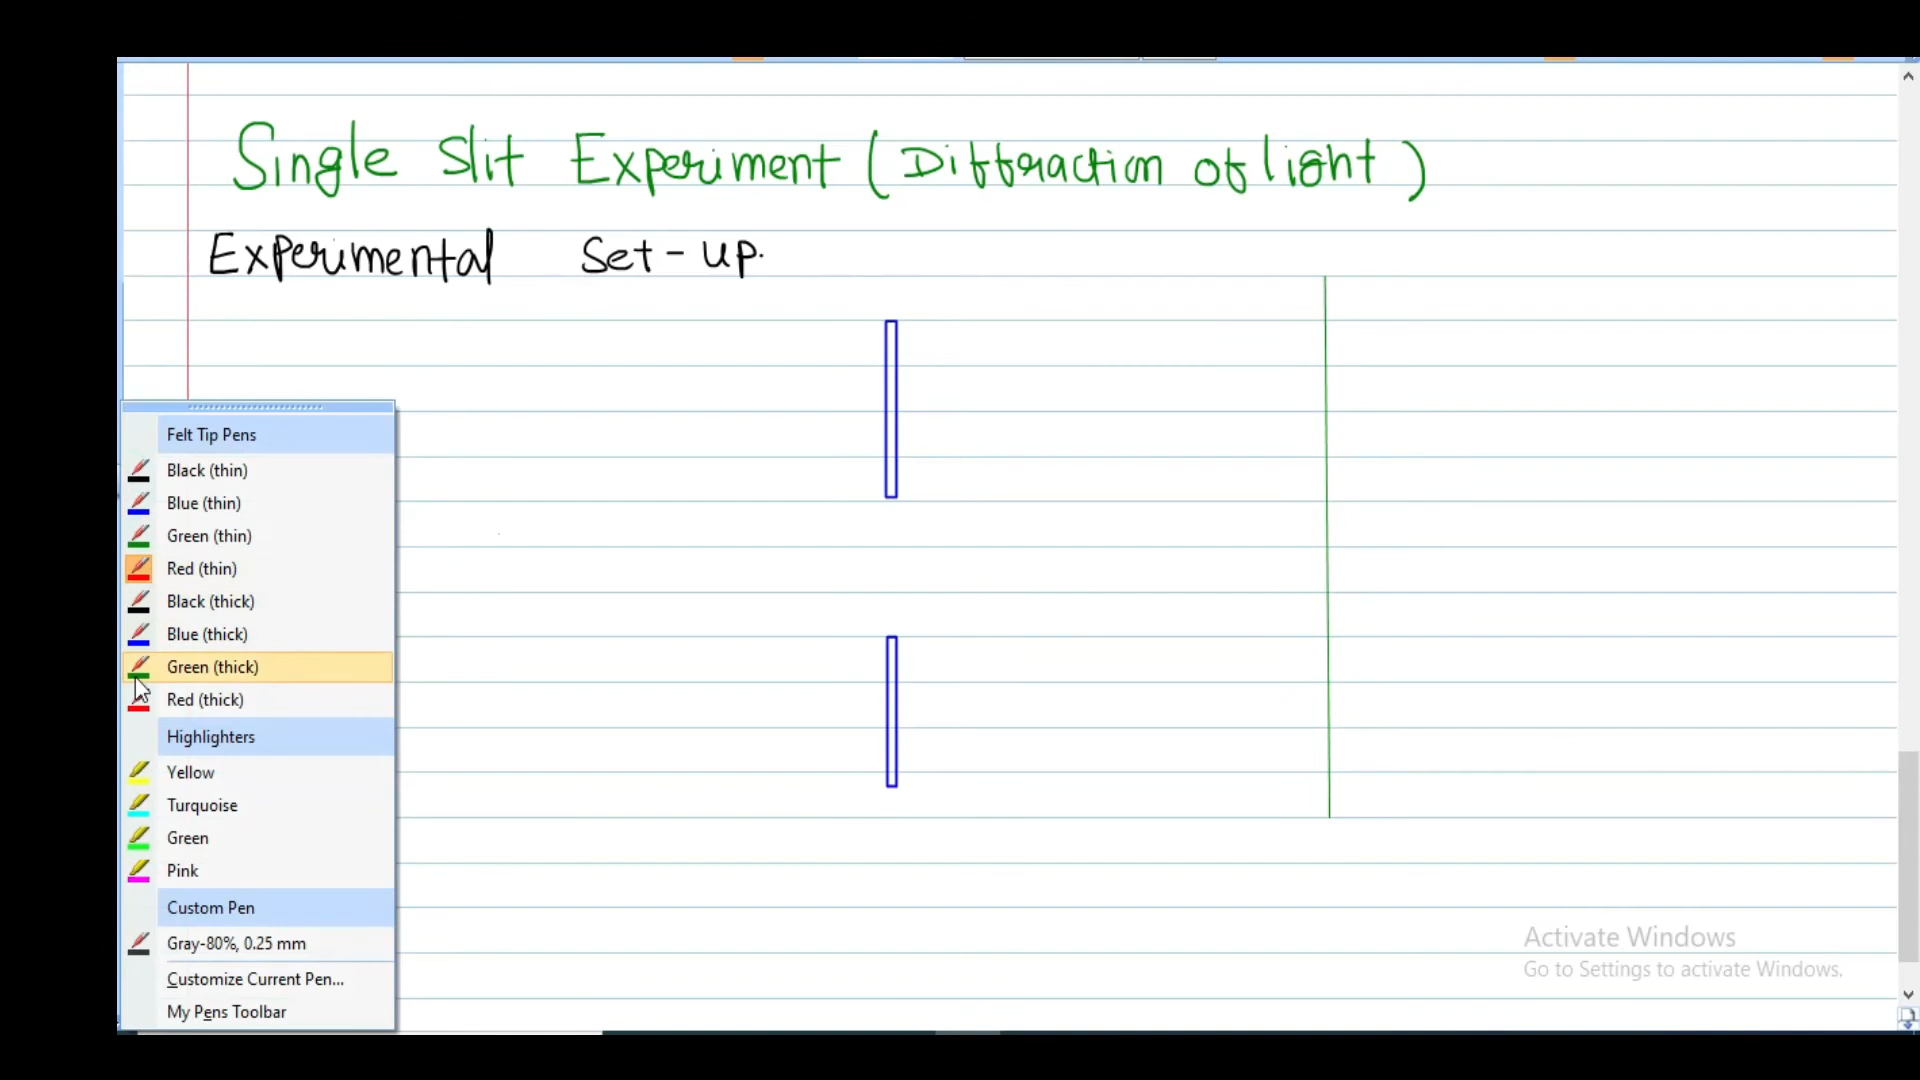 Single Slit Experiment (Diffraction of light)
Experimental Set-up.
Felt Tip Pens
Black (thin)
Blue (thin)
Green (thin)
Red (thin)
Black (thick)
Blue (thick)
Green (thick)
Red (thick)
Highlighters
Yellow
Turquoise
Green
Pink
Custom Pen
Gray-80%, 0.25 mm
Customize Current Pen...
My Pens Toolbar
Activate Windows
Go to Settings to activate Windows.